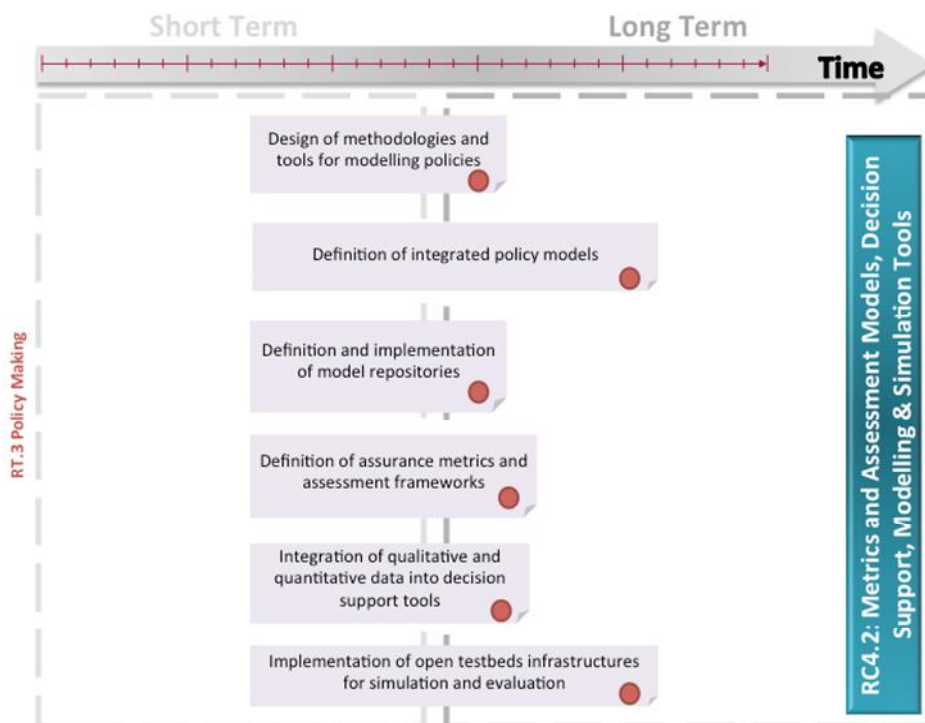 Short Term
Long Term
Time
Design of methodologies and
tools for modelling policies
Definition of integrated policy models
Definition and implementation
of model repositories
Definition of assurance metrics and
assessment frameworks
Integration of qualitative and
quantitative data into decision
support tools
Implementation of open testbeds infrastructures
for simulation and evaluation
RT.3 Policy Making
RC4.2: Metrics and Assessment Models, Decision
Support, Modelling & Simulation Tools